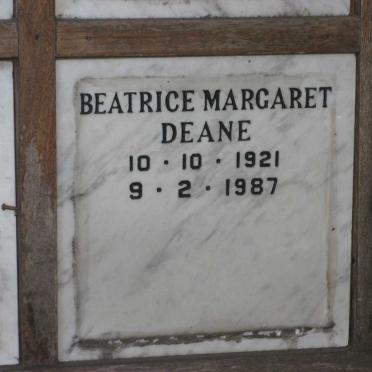 BEATRICE MARGARET
DEANE
10 · 10 · 1921
9 · 2 · 1987